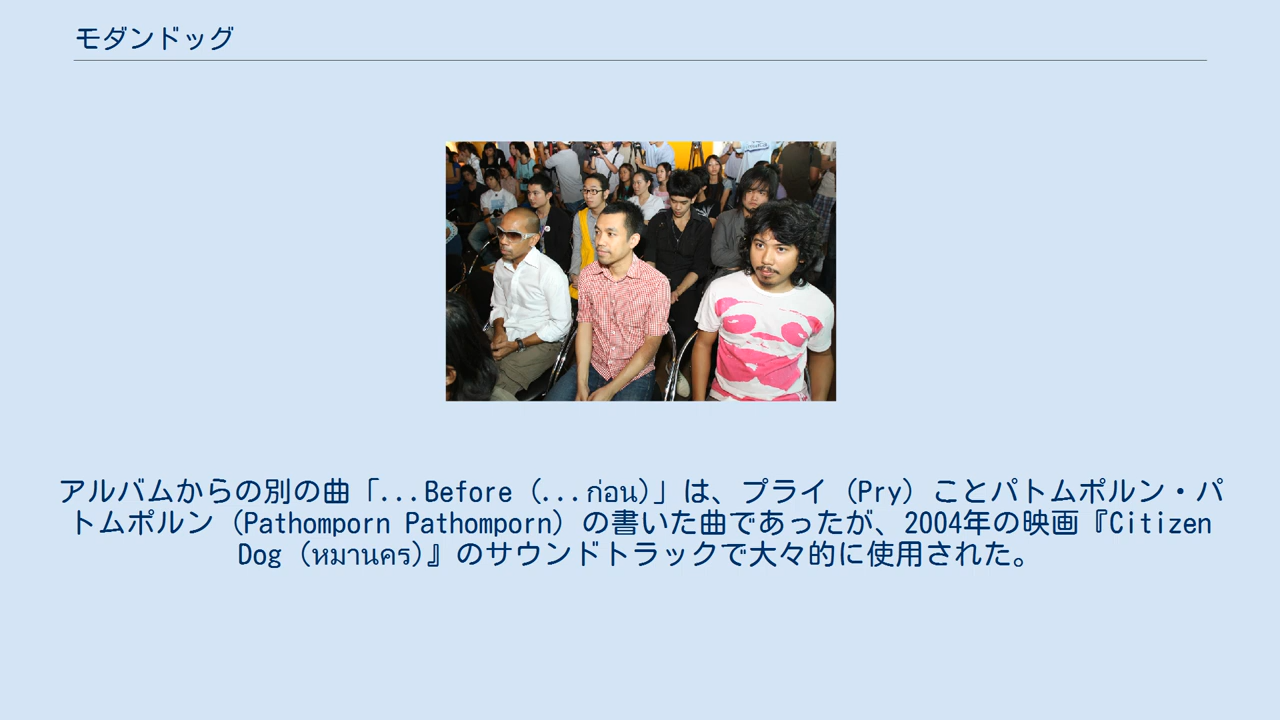 モダンドッグ
アルバムからの別の曲「...Before（...ก่อน）」は、プライ（Pry）ことパトムポルン・パ
トムポルン（Pathomporn Pathomporn）の書いた曲であったが、2004年の映画『Citizen
Dog（หมานคร）』のサウンドトラックで大々的に使用された。